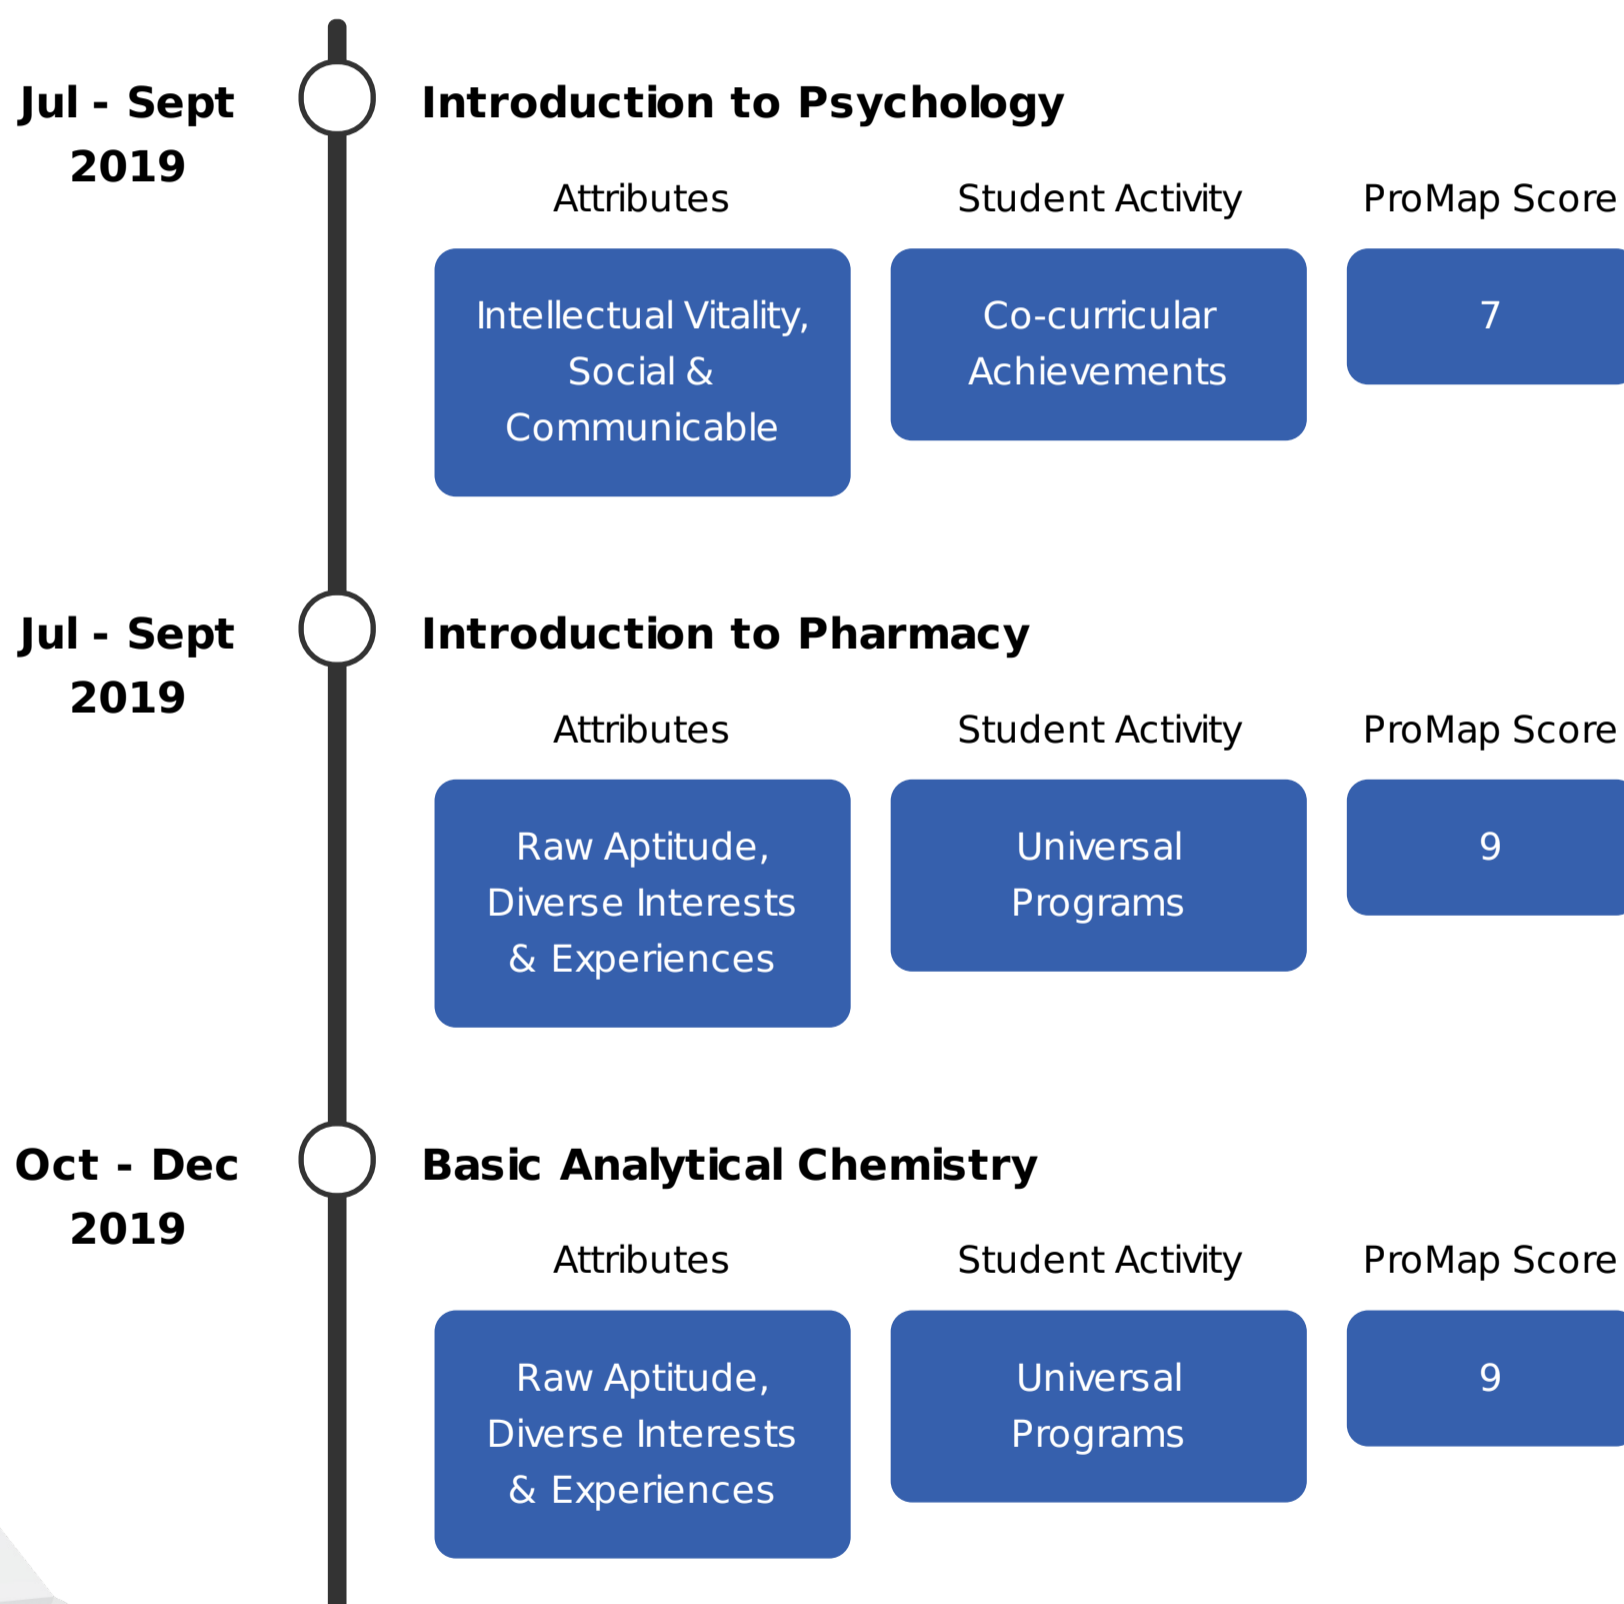 Jul - Sept
2019
Introduction to Psychology
Attributes
Student Activity
ProMap Score
Intellectual Vitality,
Social &
Communicable
Co-curricular
Achievements
7
Jul - Sept
2019
Introduction to Pharmacy
Attributes
Student Activity
ProMap Score
Raw Aptitude,
Diverse Interests
& Experiences
Universal
Programs
9
Oct - Dec
2019
Basic Analytical Chemistry
Attributes
Student Activity
ProMap Score
Raw Aptitude,
Diverse Interests
& Experiences
Universal
Programs
9